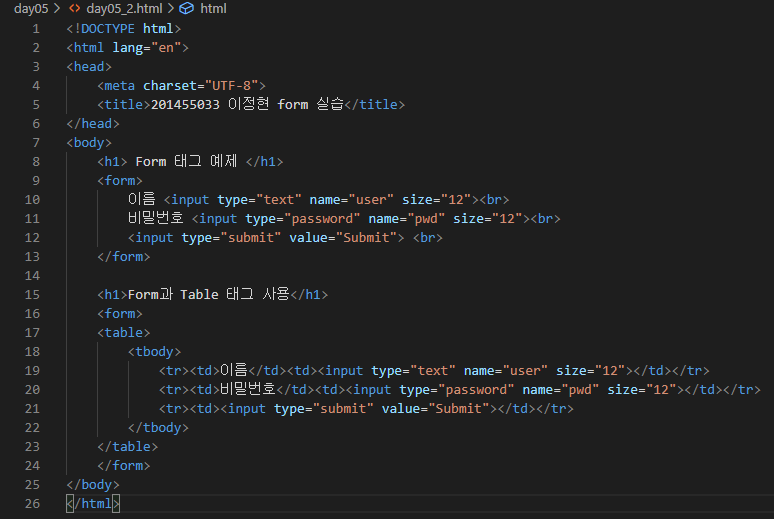 day05 > <> day05_2.html > html
1 <!DOCTYPE html>
2 <html lang="en">
3 <head>
4     <meta charset="UTF-8">
5     <title>201455033 이정현 form 실습</title>
6 </head>
7 <body>
8     <h1> Form 태그 예제 </h1>
9     <form>
10         이름 <input type="text" name="user" size="12"><br>
11         비밀번호 <input type="password" name="pwd" size="12"><br>
12         <input type="submit" value="Submit"> <br>
13     </form>
14
15     <h1>Form과 Table 태그 사용</h1>
16     <form>
17     <table>
18         <tbody>
19             <tr><td>이름</td><td><input type="text" name="user" size="12"></td></tr>
20             <tr><td>비밀번호</td><td><input type="password" name="pwd" size="12"></td></tr>
21             <tr><td><input type="submit" value="Submit"></td></tr>
22         </tbody>
23     </table>
24     </form>
25 </body>
26 </html>